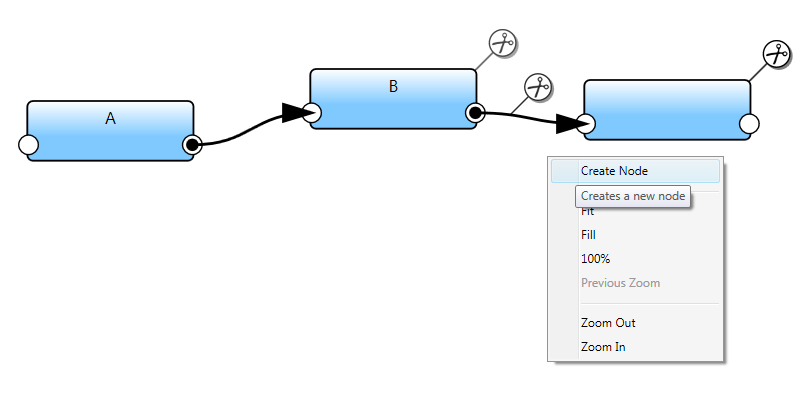 A
B
Create Node
Creates a new node
Fit
Fill
100%
Previous Zoom
Zoom Out
Zoom In